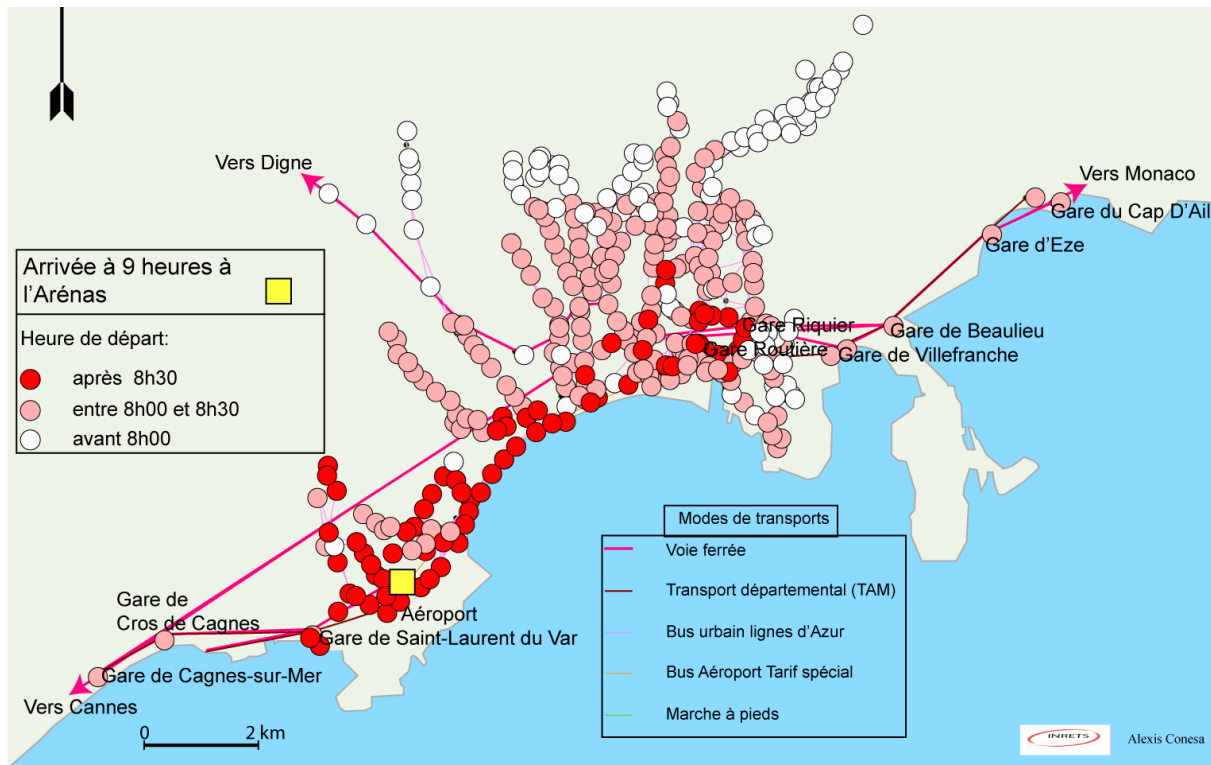 Vers Digne
Vers Monaco
Gare du Cap D'Ail
Gare d'Eze
Arrivée à 9 heures à
l'Arénas
Heure de départ:
après 8h30
entre 8h00 et 8h30
avant 8h00
Gare Riquier
Gare de Beaulieu
Gare Routière
Gare de Villefranche
Modes de transports
Voie ferrée
Transport départemental (TAM)
Bus urbain lignes d'Azur
Bus Aéroport Tarif spécial
Marche à pieds
Gare de
Cros de Cagnes
Aéroport
Gare de Saint-Laurent du Var
Gare de Cagnes-sur-Mer
Vers Cannes
0 2 km
INRETS
Alexis Conesa